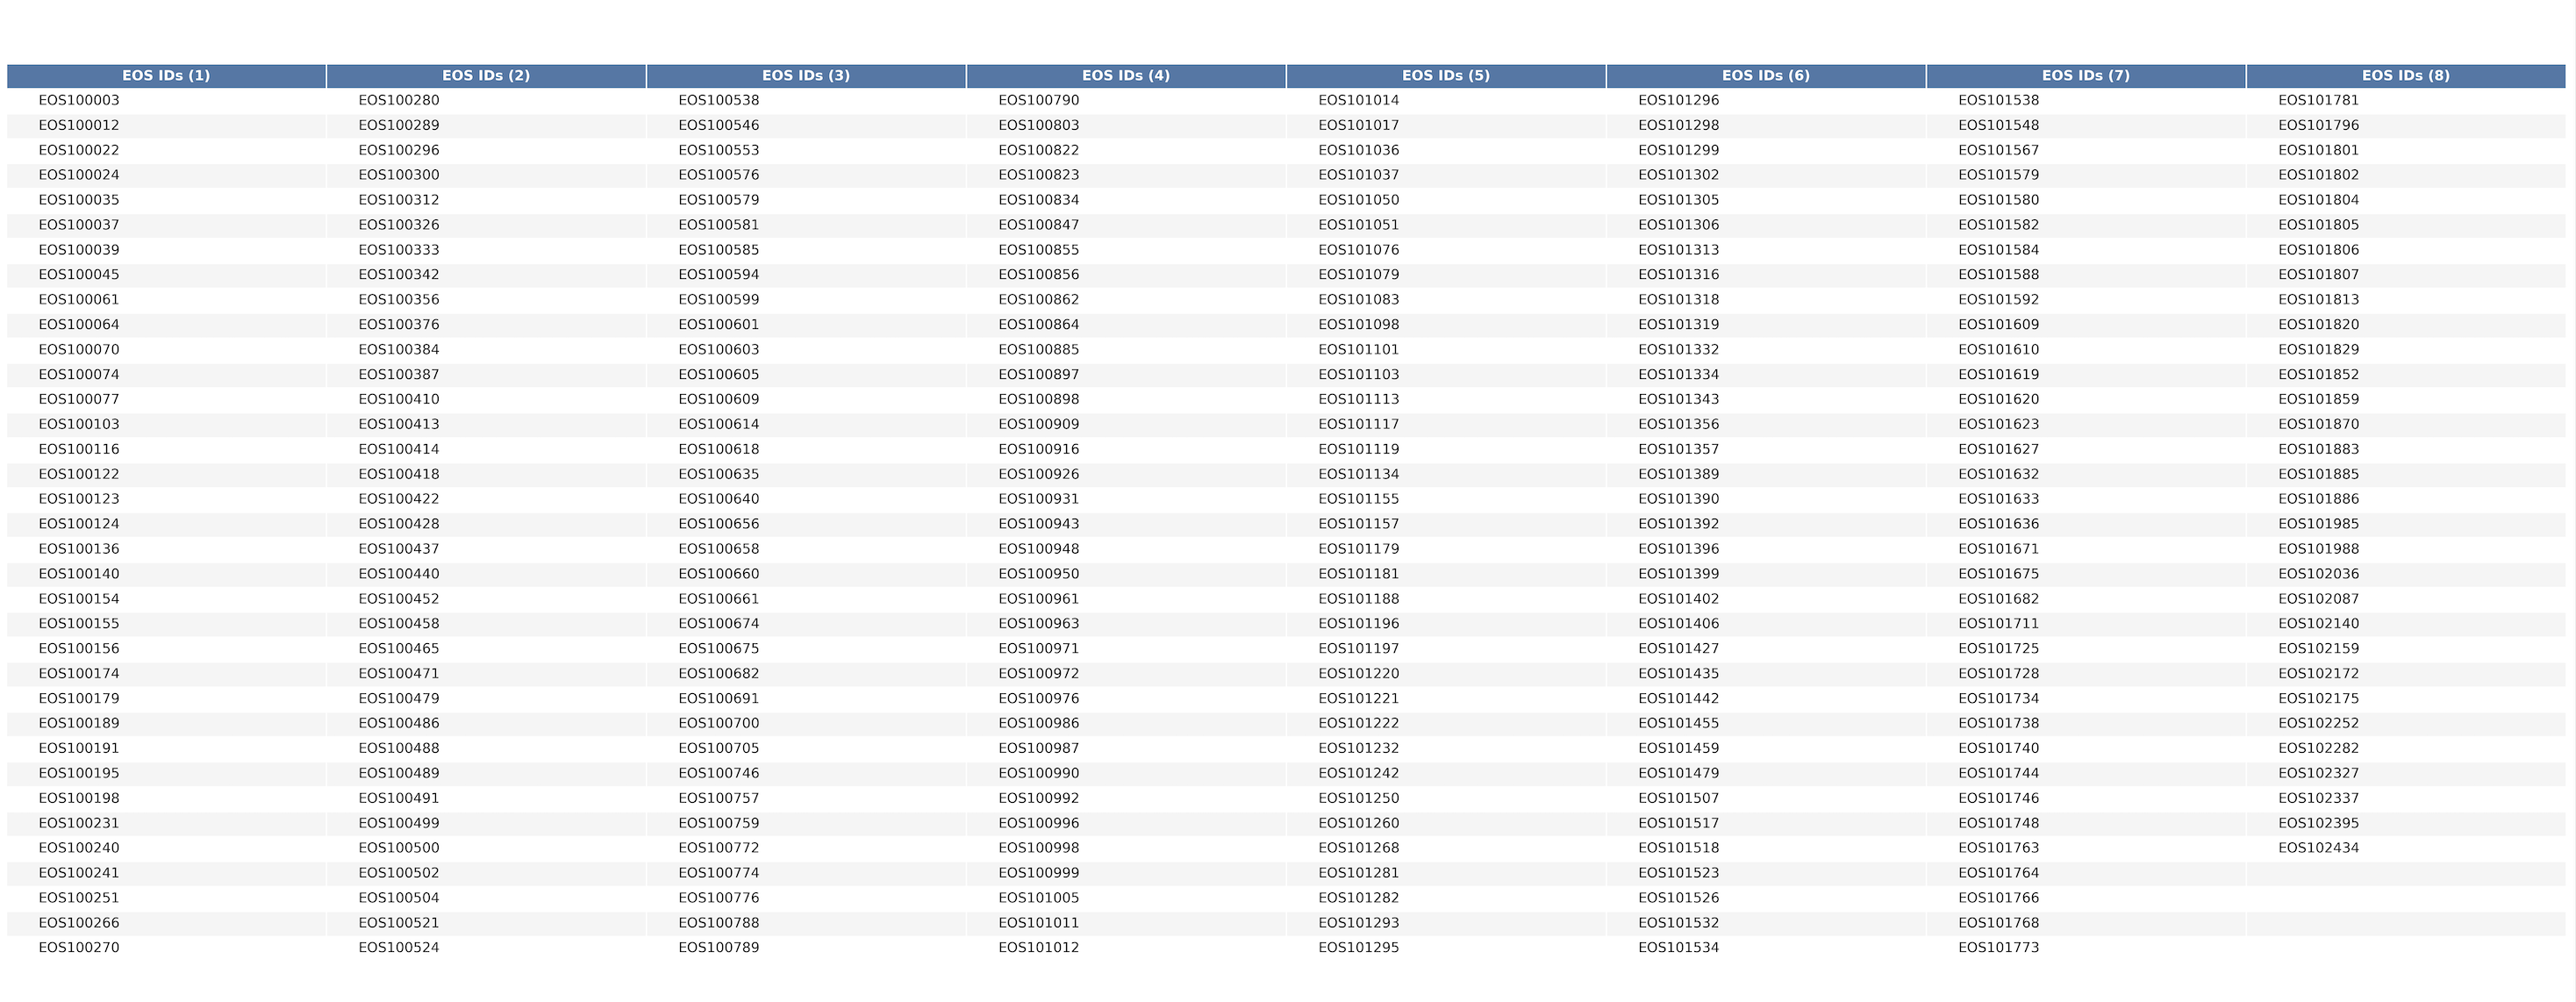 EOS IDs (1) EOS IDs (2) EOS IDs (3) EOS IDs (4) EOS IDs (5) EOS IDs (6) EOS IDs (7) EOS IDs (8)
EOS100003 EOS100280 EOS100538 EOS100790 EOS101014 EOS101296 EOS101538 EOS101781
EOS100012 EOS100289 EOS100546 EOS100803 EOS101017 EOS101298 EOS101548 EOS101796
EOS100022 EOS100296 EOS100553 EOS100822 EOS101036 EOS101299 EOS101567 EOS101801
EOS100024 EOS100300 EOS100576 EOS100823 EOS101037 EOS101302 EOS101579 EOS101802
EOS100035 EOS100312 EOS100579 EOS100834 EOS101050 EOS101305 EOS101580 EOS101804
EOS100037 EOS100326 EOS100581 EOS100847 EOS101051 EOS101306 EOS101582 EOS101805
EOS100039 EOS100333 EOS100585 EOS100855 EOS101076 EOS101313 EOS101584 EOS101806
EOS100045 EOS100342 EOS100594 EOS100856 EOS101079 EOS101316 EOS101588 EOS101807
EOS100061 EOS100356 EOS100599 EOS100862 EOS101083 EOS101318 EOS101592 EOS101813
EOS100064 EOS100376 EOS100601 EOS100864 EOS101098 EOS101319 EOS101609 EOS101820
EOS100070 EOS100384 EOS100603 EOS100885 EOS101101 EOS101332 EOS101610 EOS101829
EOS100074 EOS100387 EOS100605 EOS100897 EOS101103 EOS101334 EOS101619 EOS101852
EOS100077 EOS100410 EOS100609 EOS100898 EOS101113 EOS101343 EOS101620 EOS101859
EOS100103 EOS100413 EOS100614 EOS100909 EOS101117 EOS101356 EOS101623 EOS101870
EOS100116 EOS100414 EOS100618 EOS100916 EOS101119 EOS101357 EOS101627 EOS101883
EOS100122 EOS100418 EOS100635 EOS100926 EOS101134 EOS101389 EOS101632 EOS101885
EOS100123 EOS100422 EOS100640 EOS100931 EOS101155 EOS101390 EOS101633 EOS101886
EOS100124 EOS100428 EOS100656 EOS100943 EOS101157 EOS101392 EOS101636 EOS101985
EOS100136 EOS100437 EOS100658 EOS100948 EOS101179 EOS101396 EOS101671 EOS101988
EOS100140 EOS100440 EOS100660 EOS100950 EOS101181 EOS101399 EOS101675 EOS102036
EOS100154 EOS100452 EOS100661 EOS100961 EOS101188 EOS101402 EOS101682 EOS102087
EOS100155 EOS100458 EOS100674 EOS100963 EOS101196 EOS101406 EOS101711 EOS102140
EOS100156 EOS100465 EOS100675 EOS100971 EOS101197 EOS101427 EOS101725 EOS102159
EOS100174 EOS100471 EOS100682 EOS100972 EOS101220 EOS101435 EOS101728 EOS102172
EOS100179 EOS100479 EOS100691 EOS100976 EOS101221 EOS101442 EOS101734 EOS102175
EOS100189 EOS100486 EOS100700 EOS100986 EOS101222 EOS101455 EOS101738 EOS102252
EOS100191 EOS100488 EOS100705 EOS100987 EOS101232 EOS101459 EOS101740 EOS102282
EOS100195 EOS100489 EOS100746 EOS100990 EOS101242 EOS101479 EOS101744 EOS102327
EOS100198 EOS100491 EOS100757 EOS100992 EOS101250 EOS101507 EOS101746 EOS102337
EOS100231 EOS100499 EOS100759 EOS100996 EOS101260 EOS101517 EOS101748 EOS102395
EOS100240 EOS100500 EOS100772 EOS100998 EOS101268 EOS101518 EOS101763 EOS102434
EOS100241 EOS100502 EOS100774 EOS100999 EOS101281 EOS101523 EOS101764
EOS100251 EOS100504 EOS100776 EOS101005 EOS101282 EOS101526 EOS101766
EOS100266 EOS100521 EOS100788 EOS101011 EOS101293 EOS101532 EOS101768
EOS100270 EOS100524 EOS100789 EOS101012 EOS101295 EOS101534 EOS101773